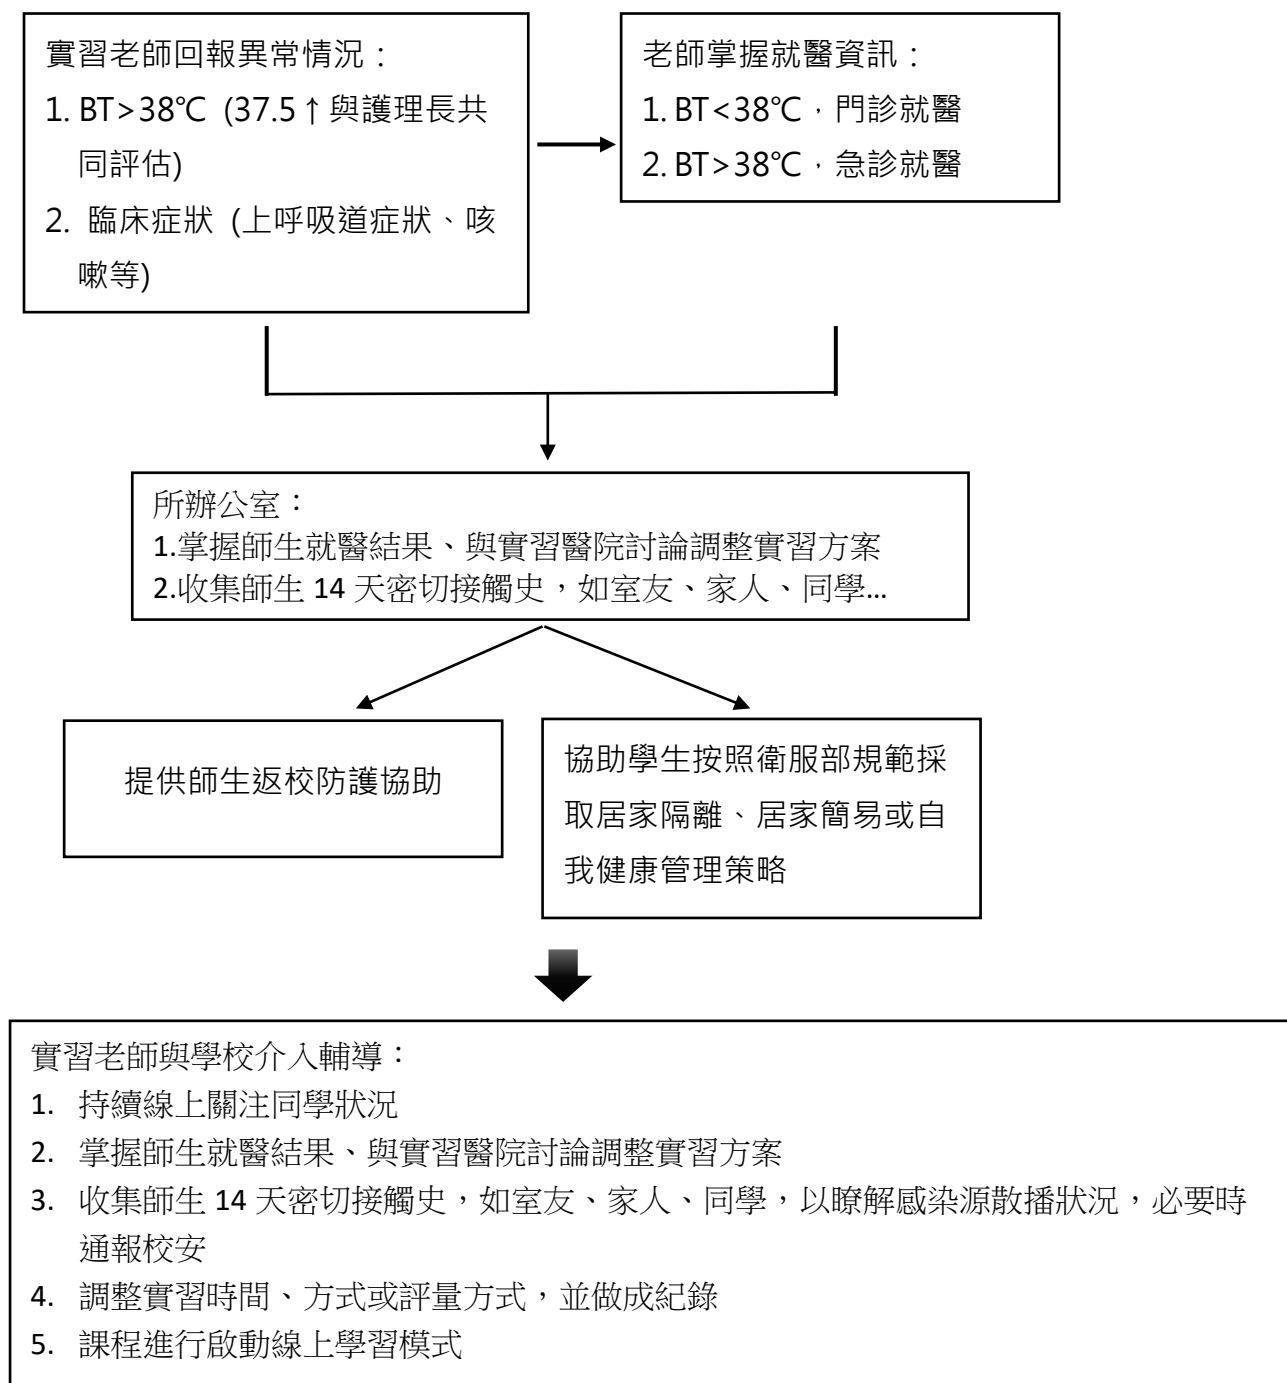 實習老師回報異常情況：
1. BT>38℃ (37.5↑與護理長共
同評估)
2. 臨床症狀 (上呼吸道症狀、咳
嗽等)
老師掌握就醫資訊：
1. BT<38℃，門診就醫
2. BT>38℃，急診就醫
所辦公室：
1.掌握師生就醫結果、與實習醫院討論調整實習方案
2.收集師生 14 天密切接觸史，如室友、家人、同學…
提供師生返校防護協助
協助學生按照衛服部規範採
取居家隔離、居家簡易或自
我健康管理策略
實習老師與學校介入輔導：
1. 持續線上關注同學狀況
2. 掌握師生就醫結果、與實習醫院討論調整實習方案
3. 收集師生 14 天密切接觸史，如室友、家人、同學，以瞭解感染源散播狀況，必要時
通報校安
4. 調整實習時間、方式或評量方式，並做成紀錄
5. 課程進行啟動線上學習模式